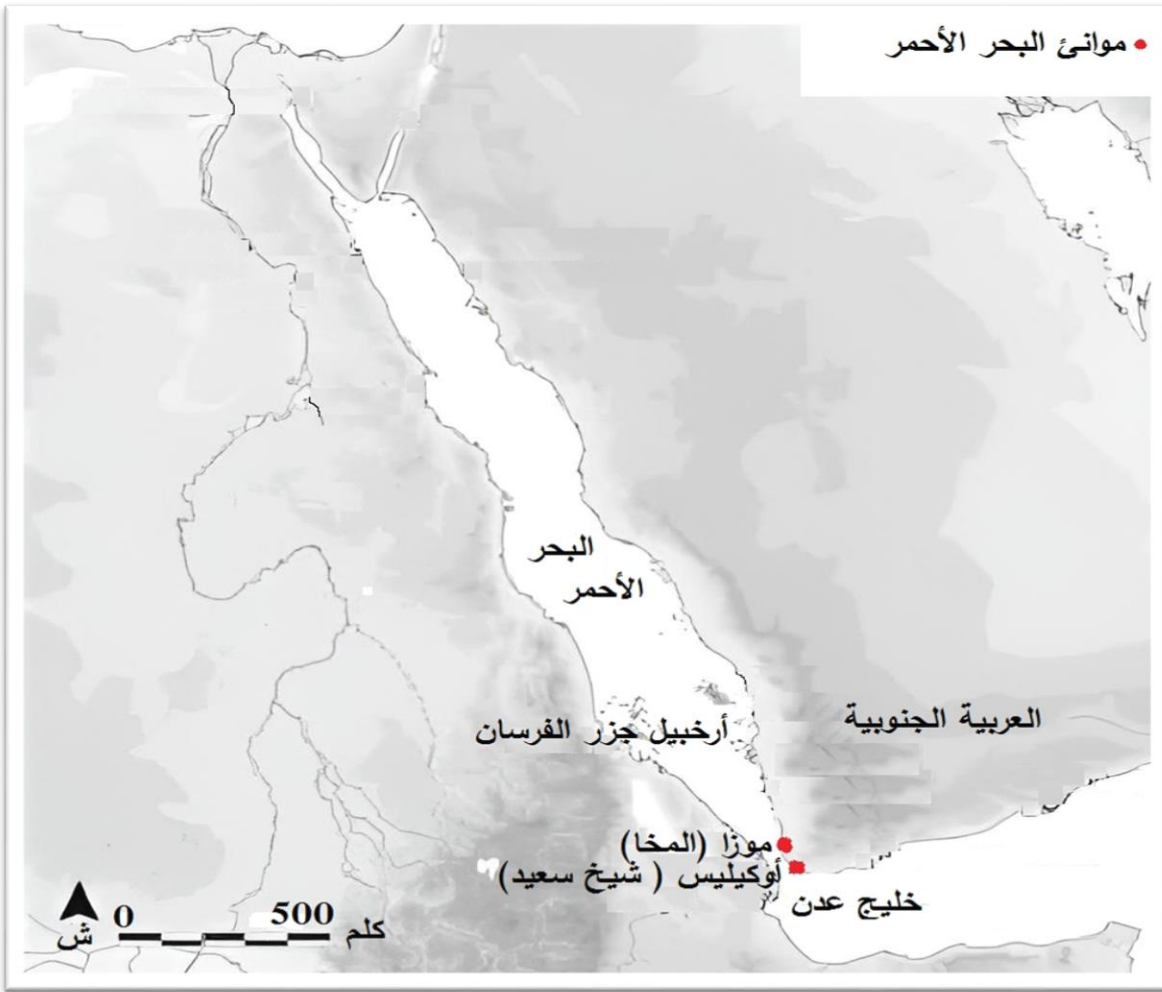 موانئ البحر الأحمر
البحر
الأحمر
العربية الجنوبية
أرخبيل جزر الفرسان
موزا (المخا)
أوكيليس ( شيخ سعيد)
خليج عدن
0 500 كلم
ش